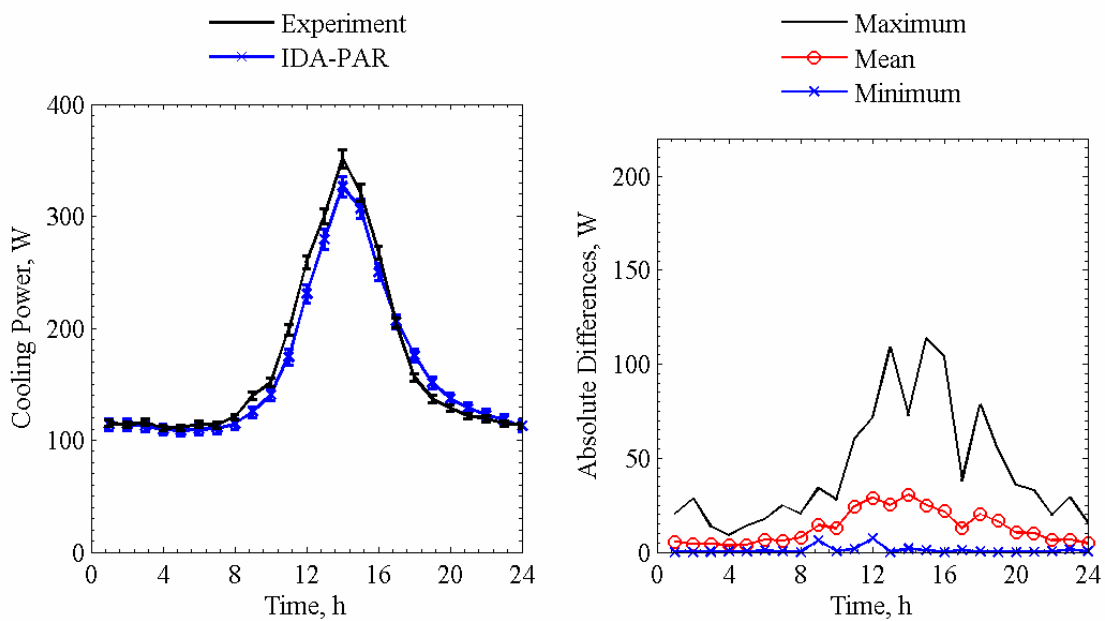 Experiment
IDA-PAR
400
300
200
100
0
Cooling Power, W
0 4 8 12 16 20 24
Time, h
Maximum
Mean
Minimum
200
150
100
50
0
Absolute Differences, W
0 4 8 12 16 20 24
Time, h